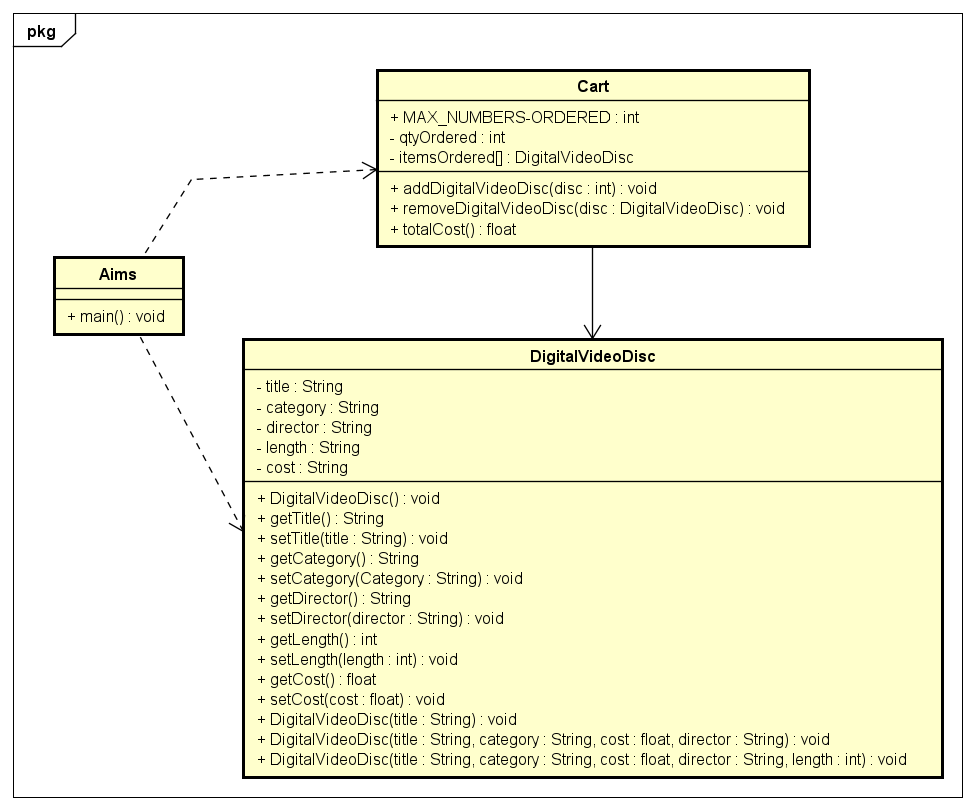 pkg
Cart
+ MAX_NUMBERS-ORDERED : int
- qtyOrdered : int
- itemsOrdered[] : DigitalVideoDisc
+ addDigitalVideoDisc(disc : int) : void
+ removeDigitalVideoDisc(disc : DigitalVideoDisc) : void
+ totalCost() : float
Aims
+ main() : void
DigitalVideoDisc
- title : String
- category : String
- director : String
- length : String
- cost : String
+ DigitalVideoDisc() : void
+ getTitle() : String
+ setTitle(title : String) : void
+ getCategory() : String
+ setCategory(Category : String) : void
+ getDirector() : String
+ setDirector(director : String) : void
+ getLength() : int
+ setLength(length : int) : void
+ getCost() : float
+ setCost(cost : float) : void
+ DigitalVideoDisc(title : String) : void
+ DigitalVideoDisc(title : String, category : String, cost : float, director : String) : void
+ DigitalVideoDisc(title : String, category : String, cost : float, director : String, length : int) : void